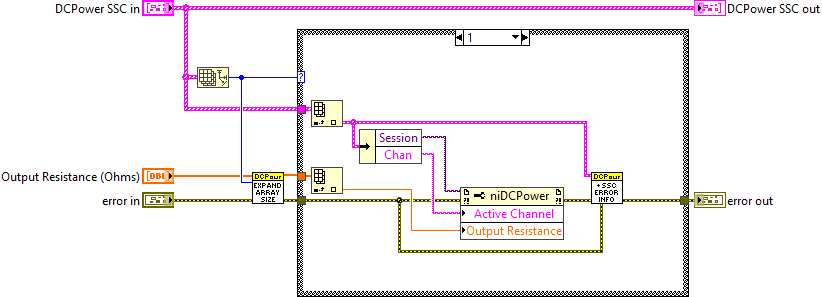 DCPower SSC in
DCPower SSC out
1
?
Session
Chan
Output Resistance (Ohms)
DBL
DCPowr
EXPAND
ARRAY
SIZE
DCPowr
+SSC
ERROR
INFO
niDCPower
?!
?!
error in
Active Channel
error out
Output Resistance